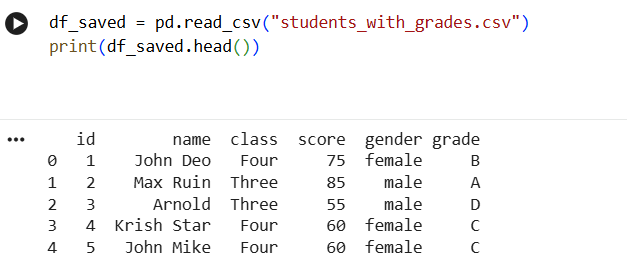 df_saved = pd.read_csv("students_with_grades.csv")
print(df_saved.head())
id name class score gender grade
0 1 John Deo Four 75 female B
1 2 Max Ruin Three 85 male A
2 3 Arnold Three 55 male D
3 4 Krish Star Four 60 female C
4 5 John Mike Four 60 female C